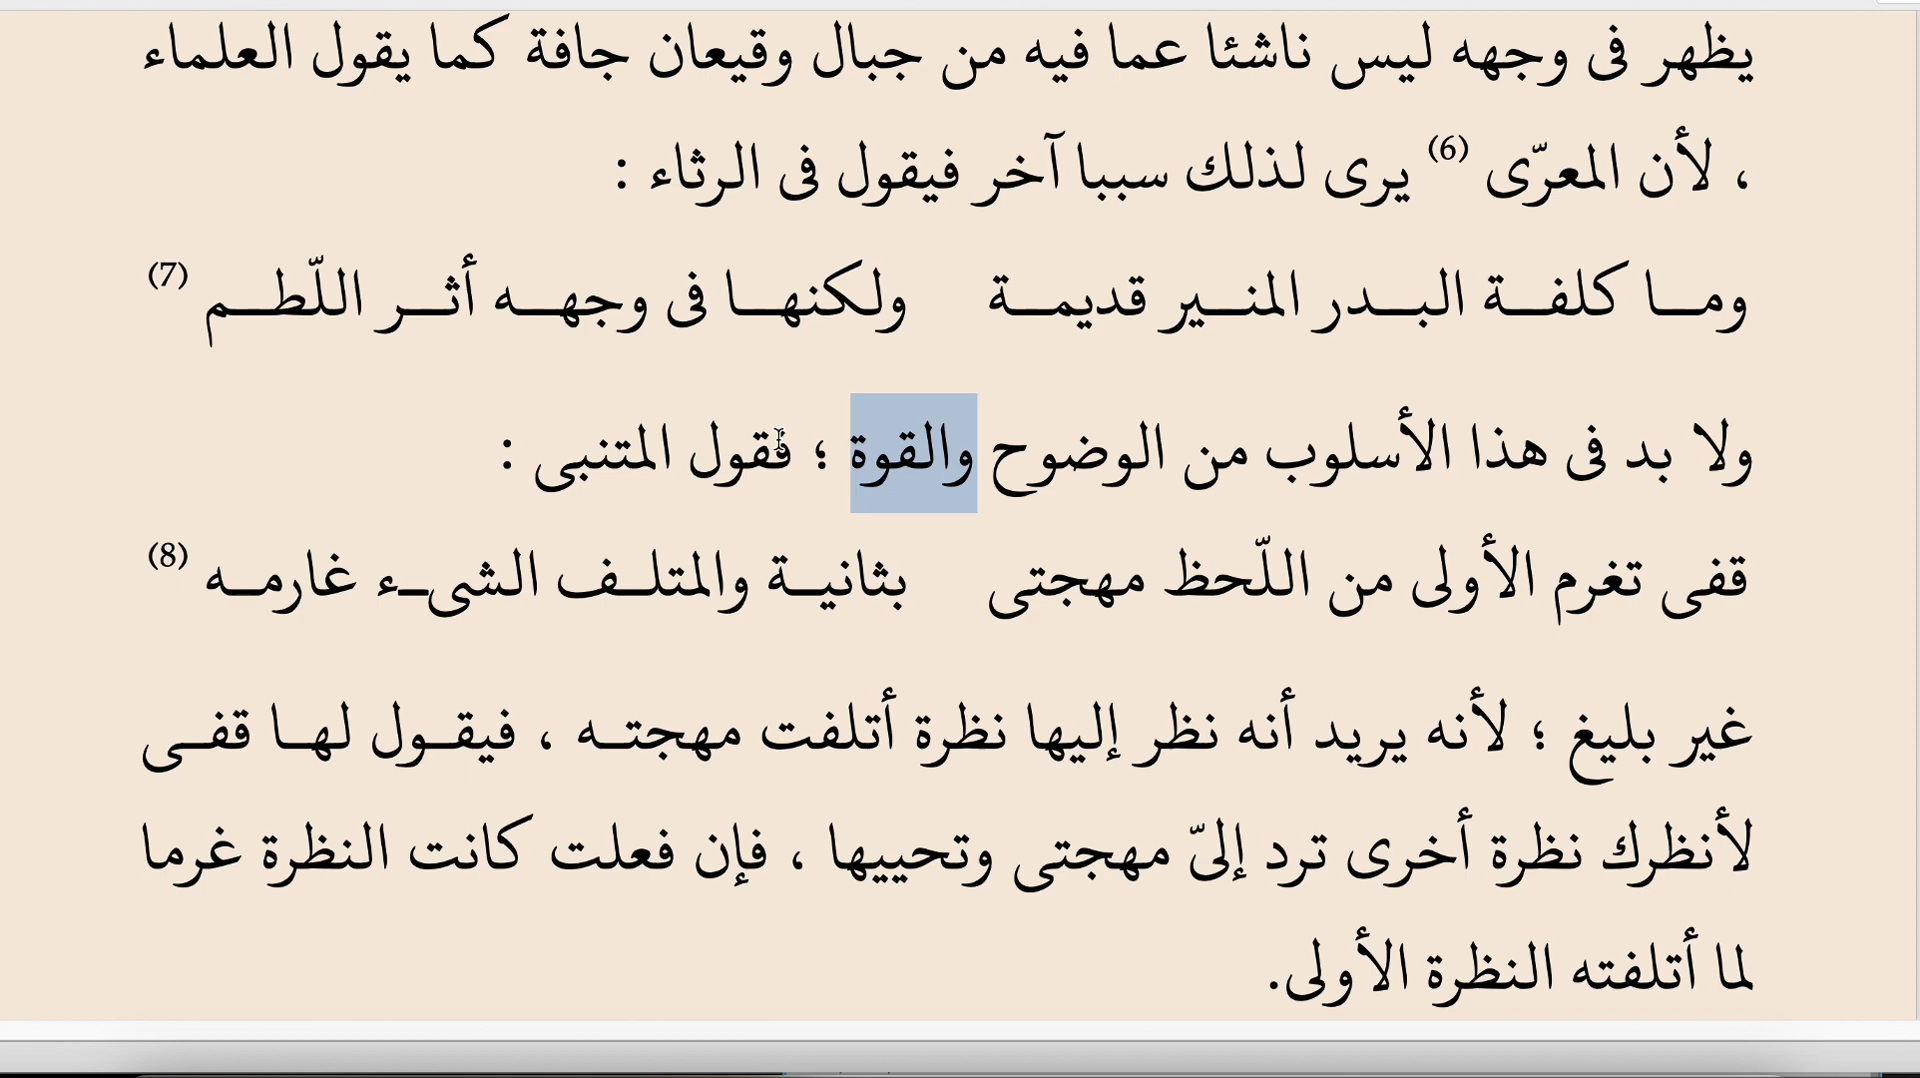 يظهر فى وجهه ليس ناشئا عما فيه من جبال وقيعان جافة كما يقول العلماء
، لأن المعرّى (6) يرى لذلك سببا آخر فيقول فى الرثاء :
ومـا كلفـة البـدر المنـير قديمـة ولكنهـا فى وجهـه أثـر اللّطـم (7)
ولا بد فى هذا الأسلوب من الوضوح والقوة ؛ فقول المتنبى :
قفى تغرم الأولى من اللّحظ مهجتى بثانيـة والمتلـف الشىـء غارمـه (8)
غير بليغ ؛ لأنه يريد أنه نظر إليها نظرة أتلفت مهجتـه ، فيقـول لهـا قفـى
لأنظرك نظرة أخرى ترد إلىّ مهجتى وتحييها ، فإن فعلت كانت النظرة غرما
لما أتلفته النظرة الأولى.